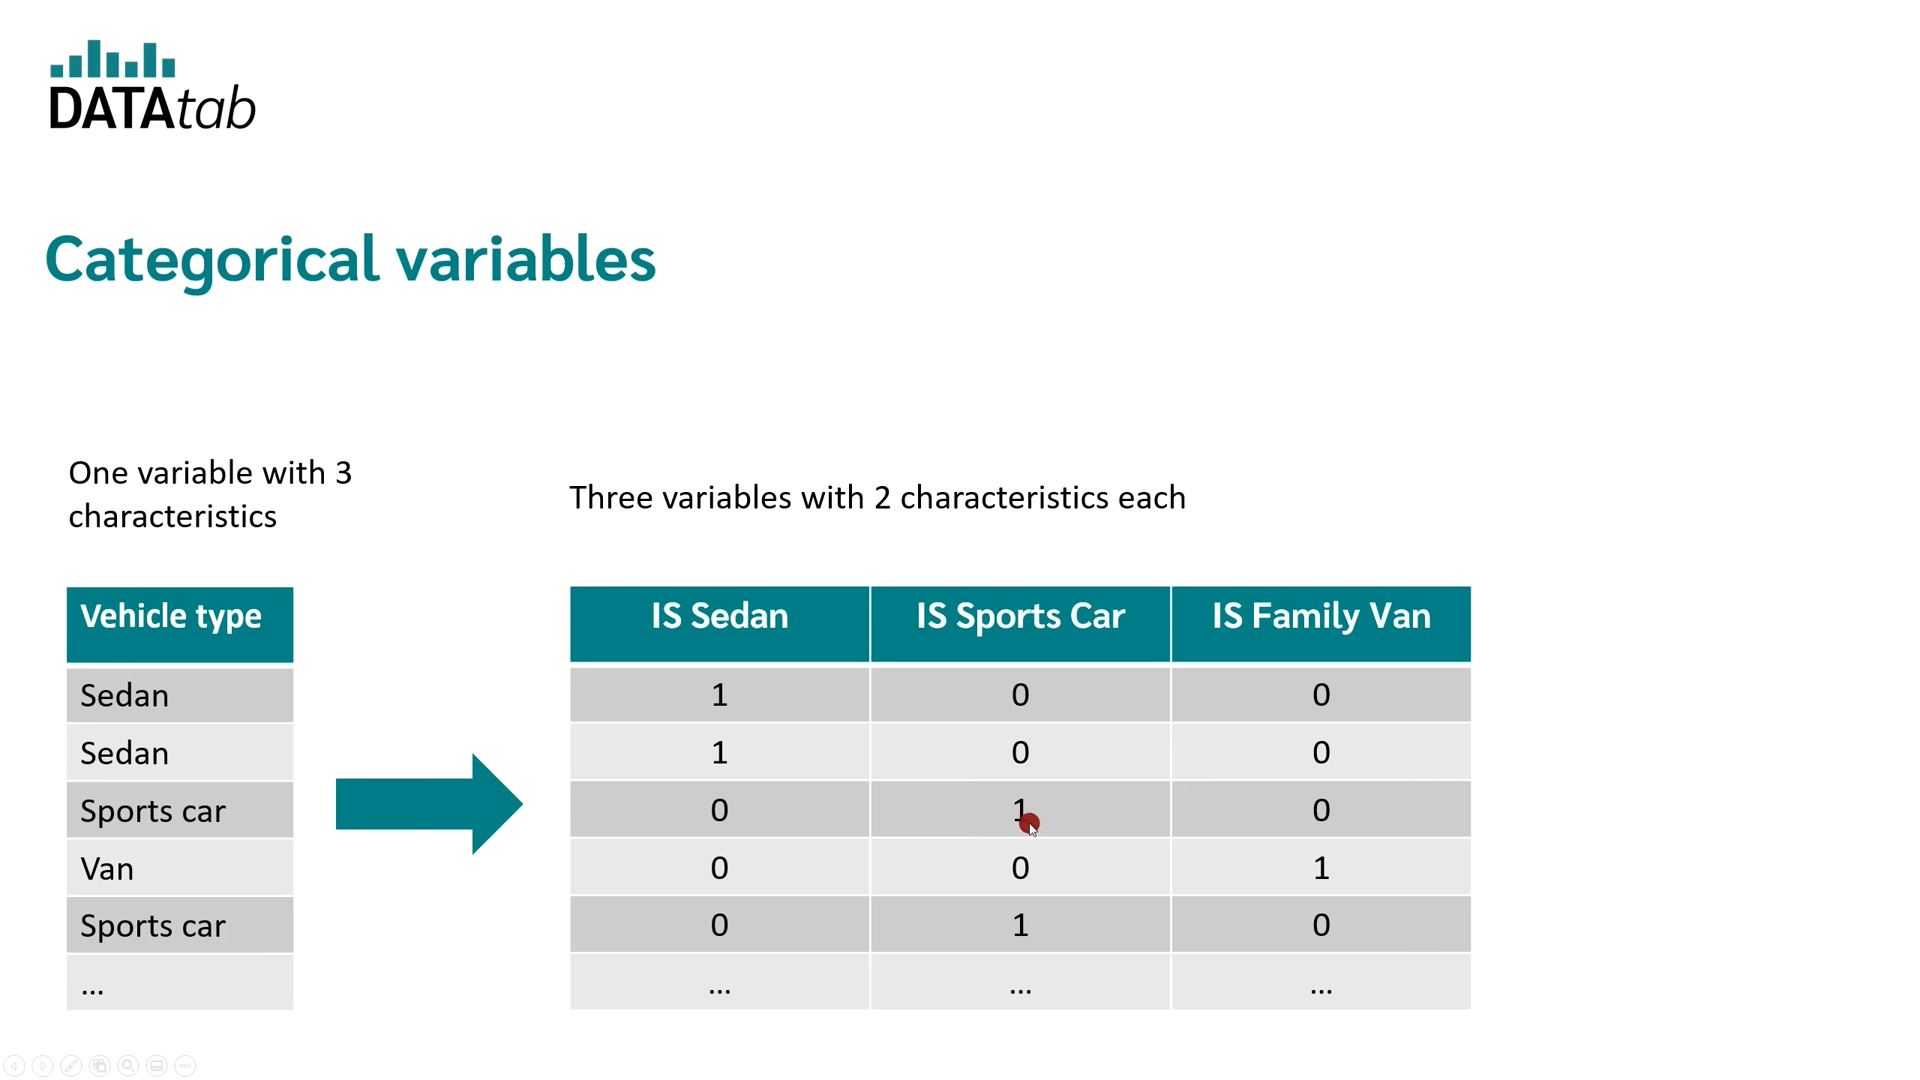 DATAtab
Categorical variables
One variable with 3
characteristics
Three variables with 2 characteristics each
Vehicle type
Sedan
Sedan
Sports car
Van
Sports car
...
IS Sedan IS Sports Car IS Family Van
1 0 0
1 0 0
0 1 0
0 0 1
0 1 0
... ... ...